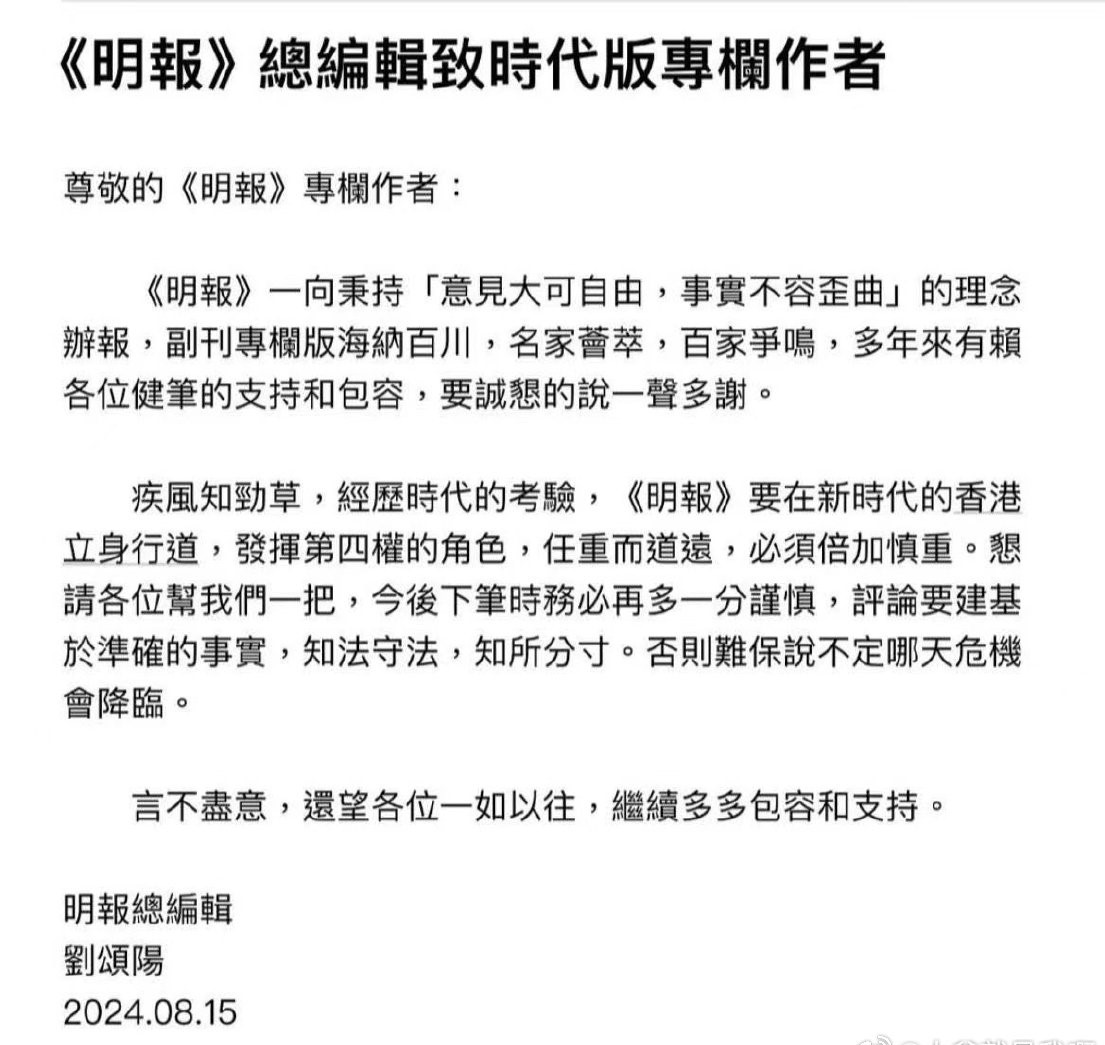 《明報》總編輯致時代版專欄作者
尊敬的《明報》專欄作者：
《明報》一向秉持「意見大可自由，事實不容歪曲」的理念
辦報，副刊專欄版海納百川，名家薈萃，百家爭鳴，多年來有賴
各位健筆的支持和包容，要誠懇的說一聲多謝。
疾風知勁草，經歷時代的考驗，《明報》要在新時代的香港
立身行道，發揮第四權的角色，任重而道遠，必須倍加慎重。懇
請各位幫我們一把，今後下筆時務必再多一分謹慎，評論要建基
於準確的事實，知法守法，知所分寸。否則難保說不定哪天危機
會降臨。
言不盡意，還望各位一如以往，繼續多多包容和支持。
明報總編輯
劉頌陽
2024.08.15